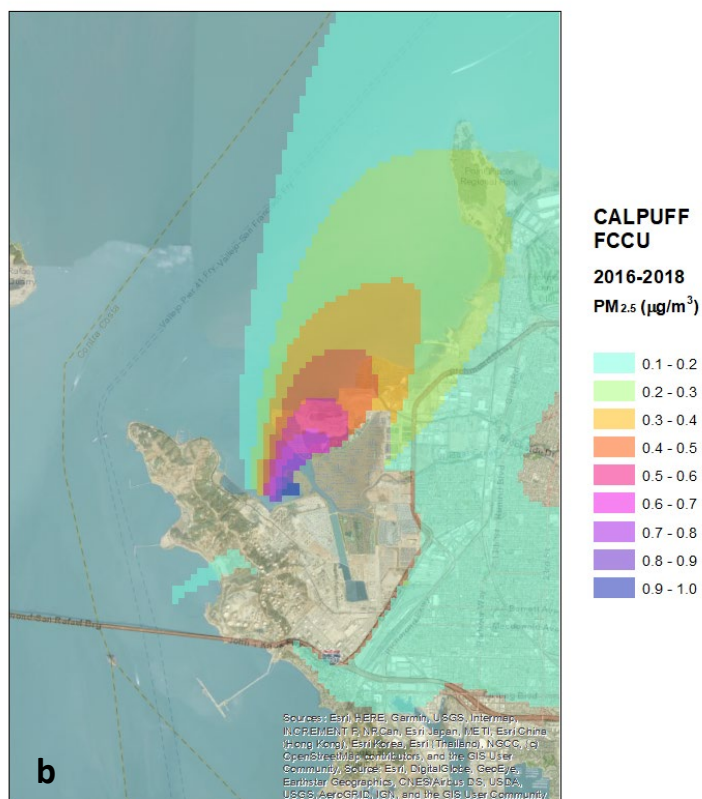 CALPUFF
FCCU
2016-2018
PM2.5 (µg/m³)
0.1 - 0.2
0.2 - 0.3
0.3 - 0.4
0.4 - 0.5
0.5 - 0.6
0.6 - 0.7
0.7 - 0.8
0.8 - 0.9
0.9 - 1.0
Contra Costa
Sources: Esri, HERE, Garmin, USGS, Intermap,
INCREMENT P, NRCan, Esri Japan, METI, Esri China
(Hong Kong), Esri Korea, Esri (Thailand), NGCC, (c)
OpenStreetMap contributors, and the GIS User
Community, Source: Esri, DigitalGlobe, GeoEye,
Earthstar Geographics, CNES/Airbus DS, USDA,
USGS, AeroGRID, IGN, and the GIS User Community
b